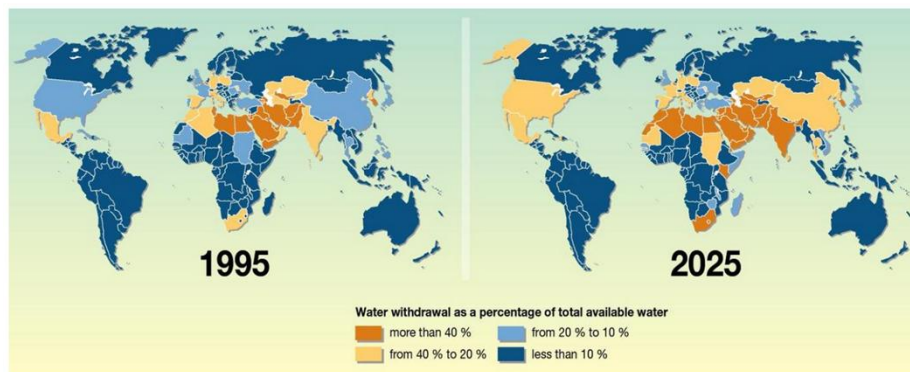 1995
2025
Water withdrawal as a percentage of total available water
more than 40 %
from 20 % to 10 %
from 40 % to 20 %
less than 10 %